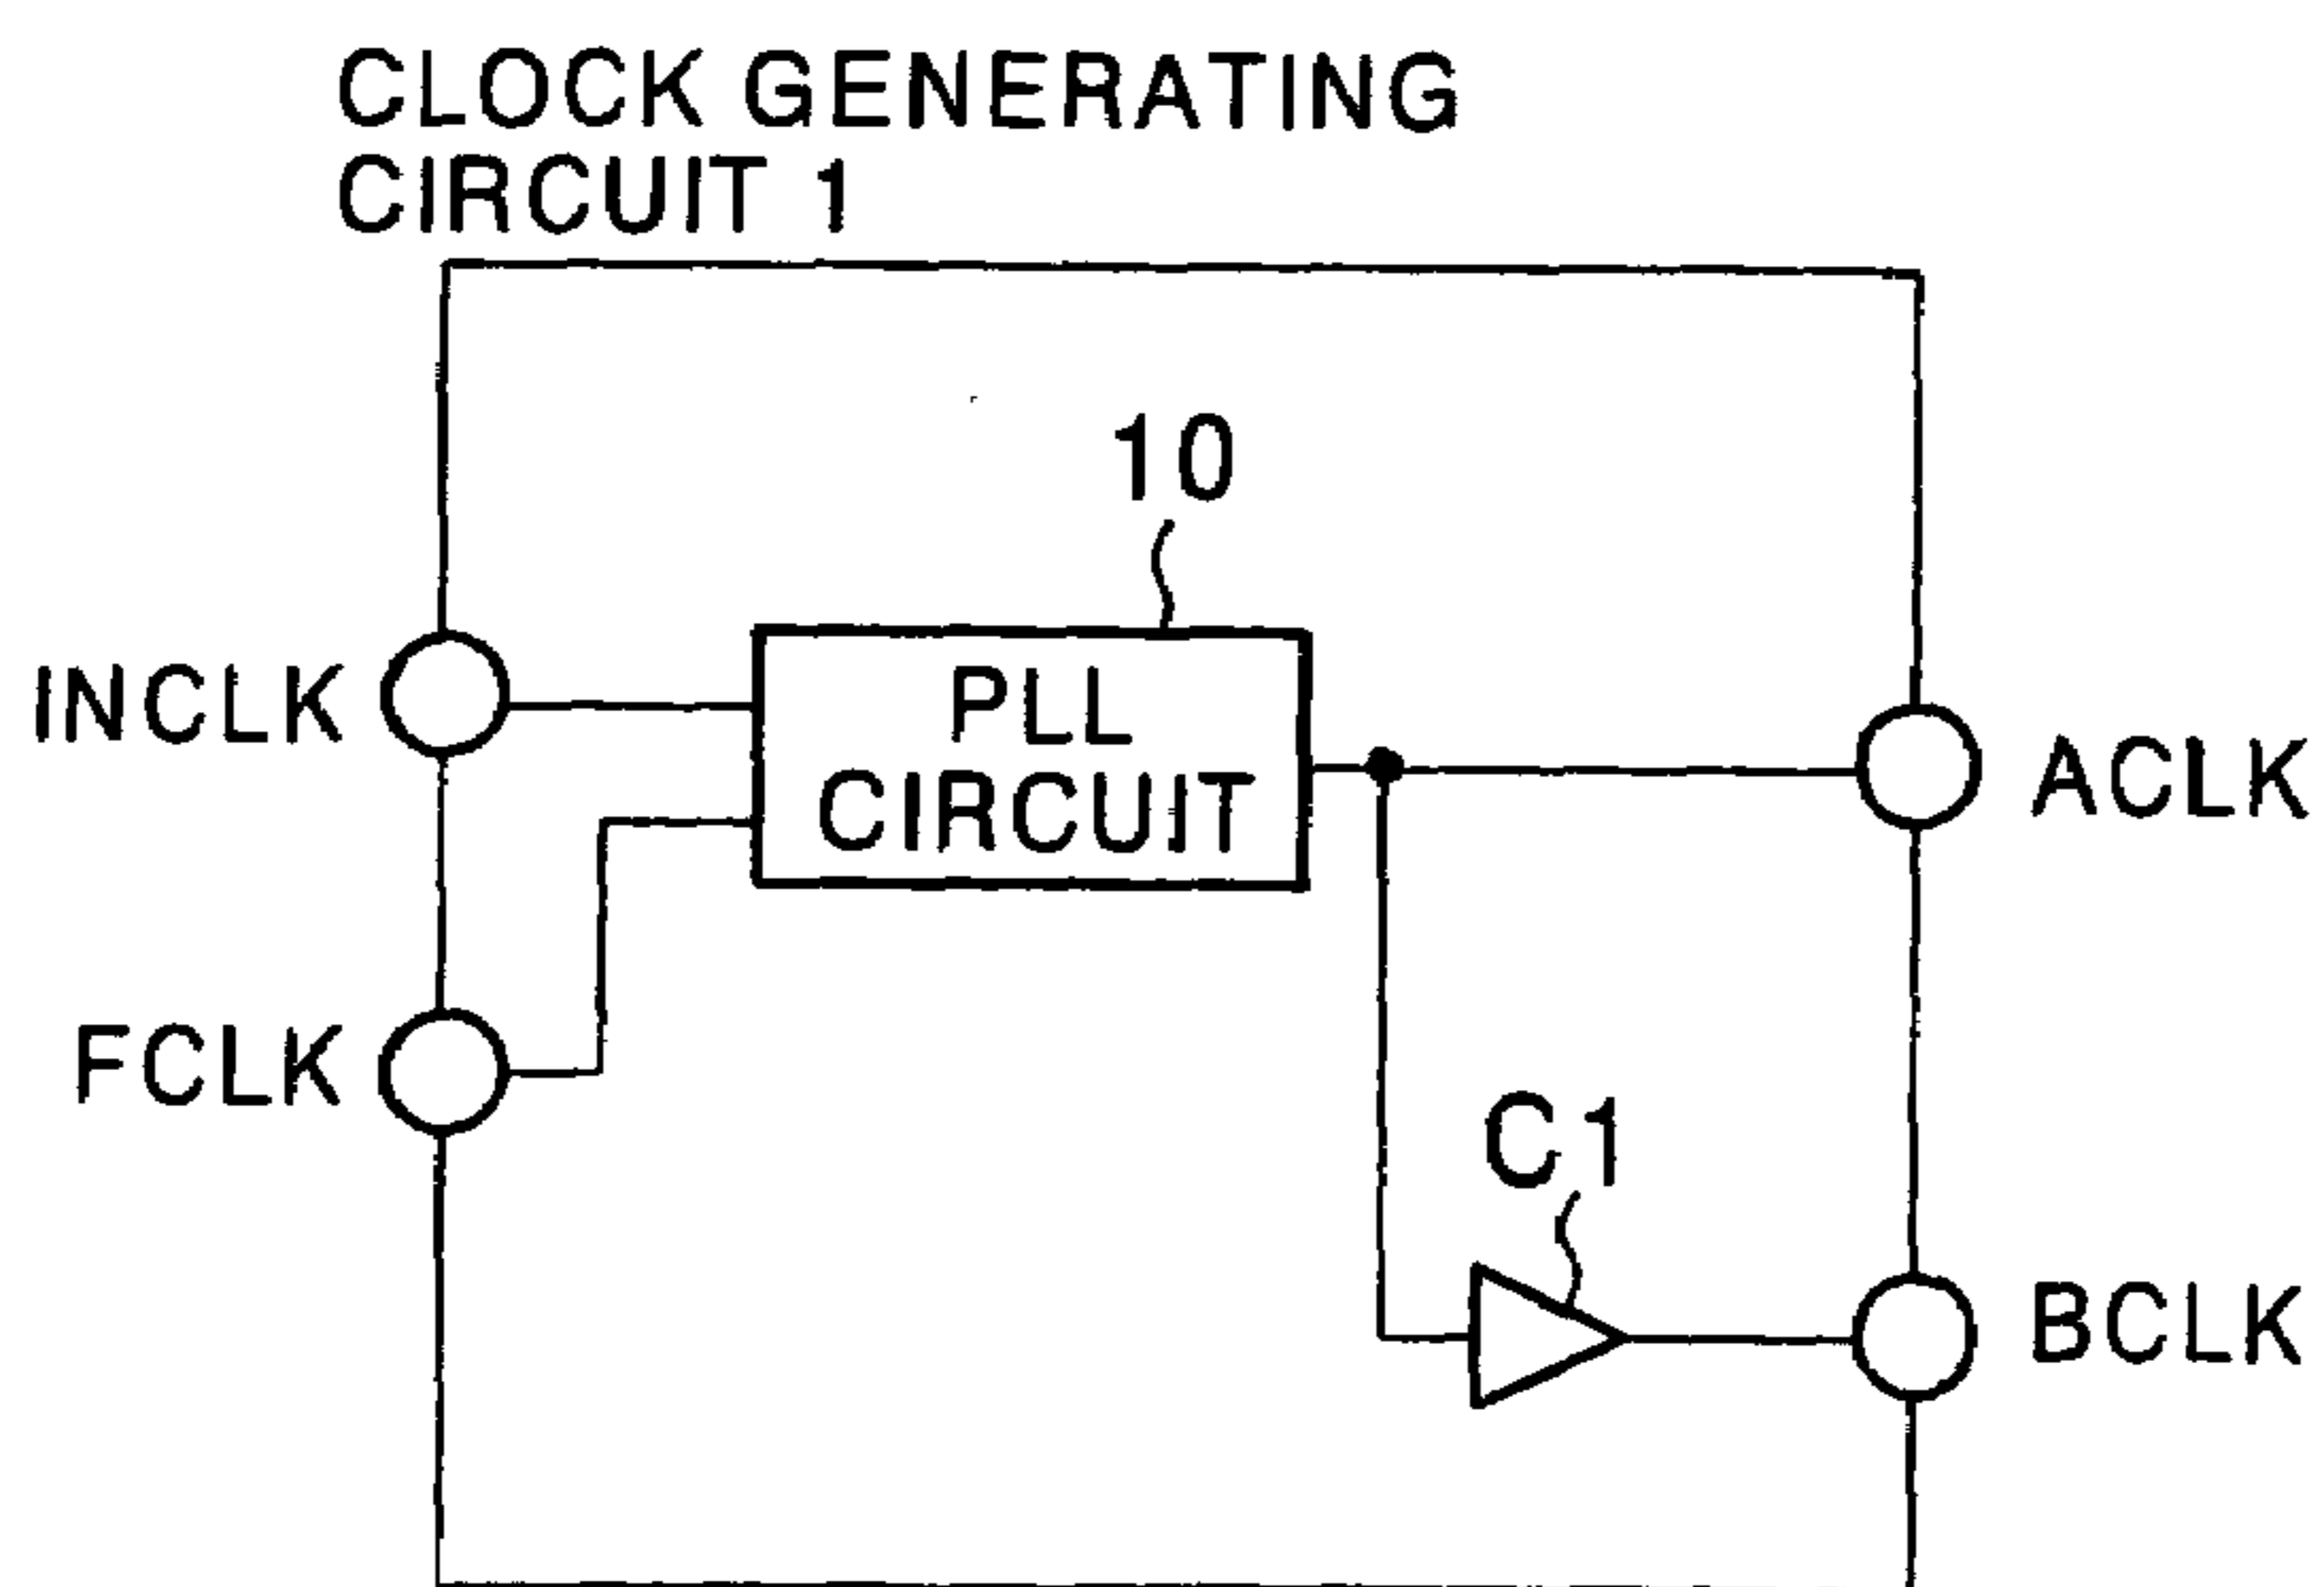 CLOCK GENERATING
CIRCUIT 1
10
INCLK
PLL
CIRCUIT
ACLK
FCLK
C1
BCLK